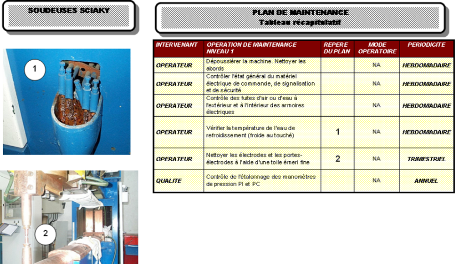 SOUDEUSES SCIAKY
PLAN DE MAINTENANCE
Tableau récapitulatif
INTERVENANT
OPERATION DE MAINTENANCE
NIVEAU 1
REPERE
DU PLAN
MODE
OPERATOIRE
PERIODICITE
OPERATEUR
Dépoussiérer la machine. Nettoyer les
abords
NA
HEBDOMADAIRE
OPERATEUR
Contrôler l'état général du matériel
électrique de commande, de signalisation
et de sécurité
NA
HEBDOMADAIRE
OPERATEUR
Contrôle des fuites d'air ou d'eau à
l'extérieur et à l'intérieur des armoires
électriques
NA
HEBDOMADAIRE
OPERATEUR
Vérifier la température de l'eau de
refroidissement (froide au touché)
1
NA
HEBDOMADAIRE
OPERATEUR
Nettoyer les électrodes et les portes-
électrodes à l'aide d'une toile émeri fine
2
NA
TRIMESTRIEL
QUALITE
Contrôle de l'étalonnage des manomètres
de pression PI et PC
NA
ANNUEL
1
2